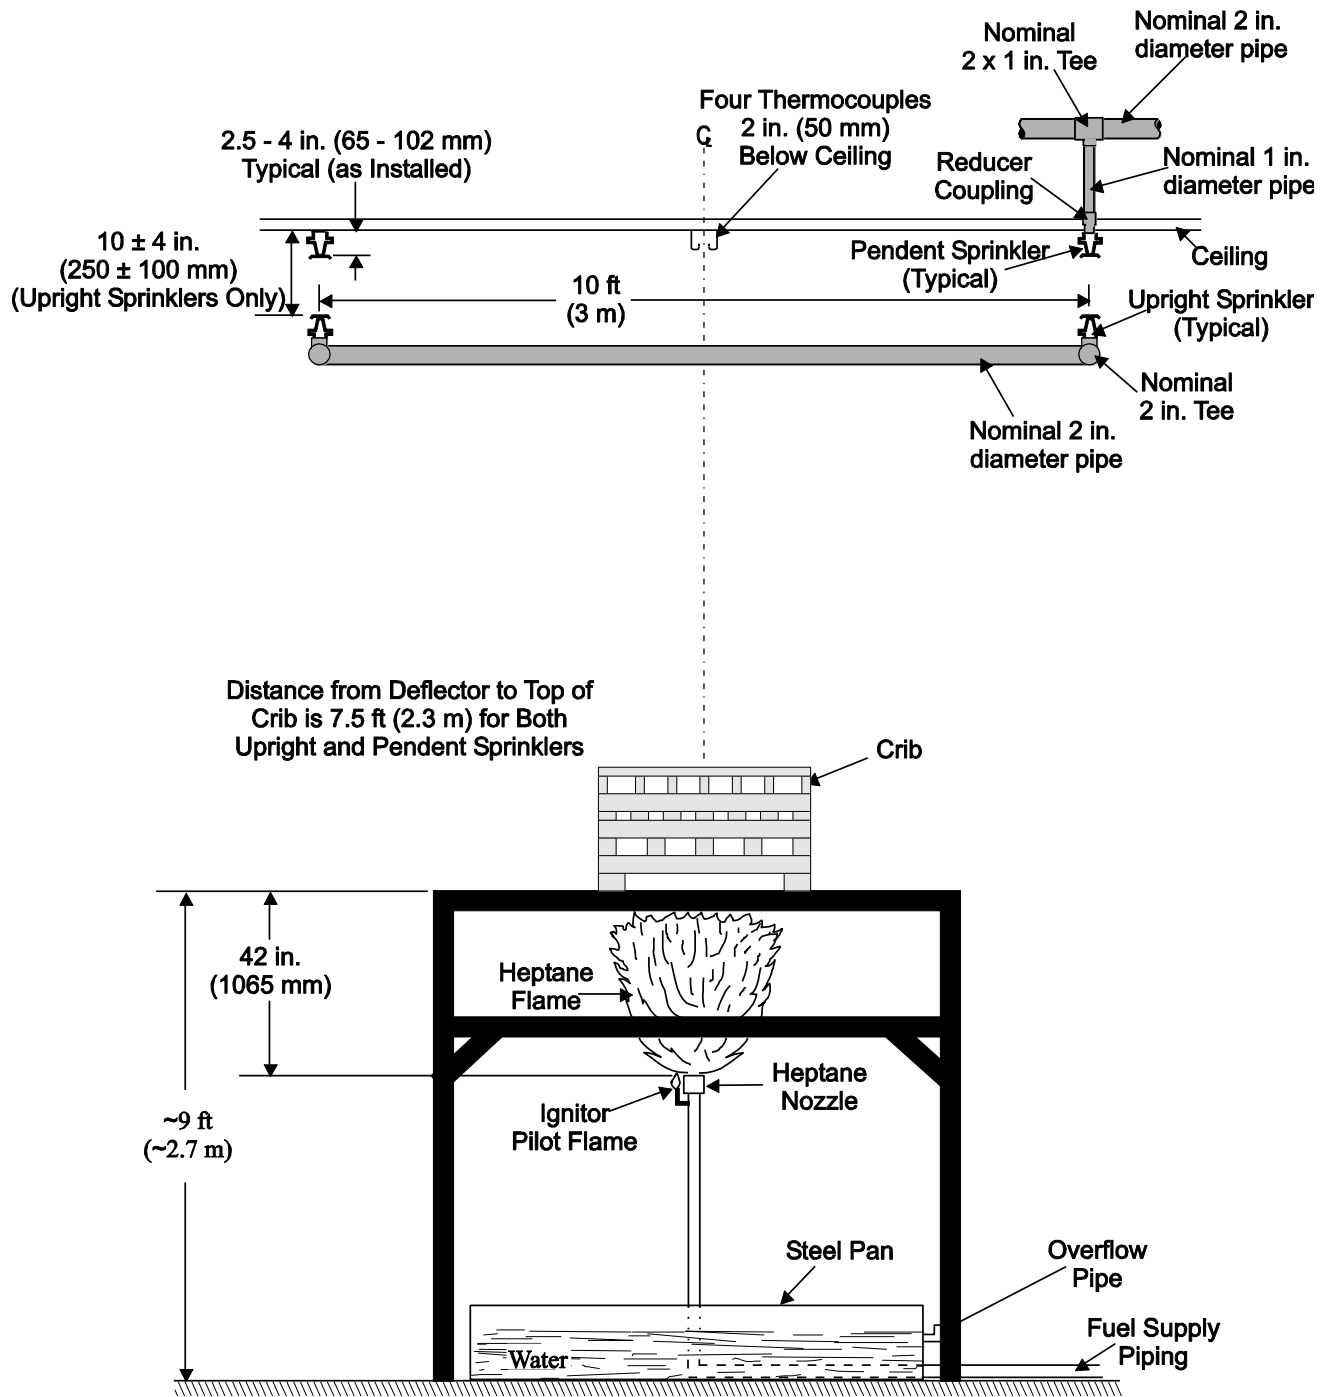 Nominal
2 x 1 in. Tee
Nominal 2 in.
diameter pipe
Four Thermocouples
2 in. (50 mm)
Below Ceiling
℄
2.5 - 4 in. (65 - 102 mm)
Typical (as Installed)
Reducer
Coupling
Nominal 1 in.
diameter pipe
10 ± 4 in.
(250 ± 100 mm)
(Upright Sprinklers Only)
Pendent Sprinkler
(Typical)
Ceiling
10 ft
(3 m)
Upright Sprinkler
(Typical)
Nominal
2 in. Tee
Nominal 2 in.
diameter pipe
Distance from Deflector to Top of
Crib is 7.5 ft (2.3 m) for Both
Upright and Pendent Sprinklers
Crib
42 in.
(1065 mm)
Heptane
Flame
Heptane
Nozzle
Ignitor
Pilot Flame
~9 ft
(~2.7 m)
Steel Pan
Overflow
Pipe
Fuel Supply
Piping
Water